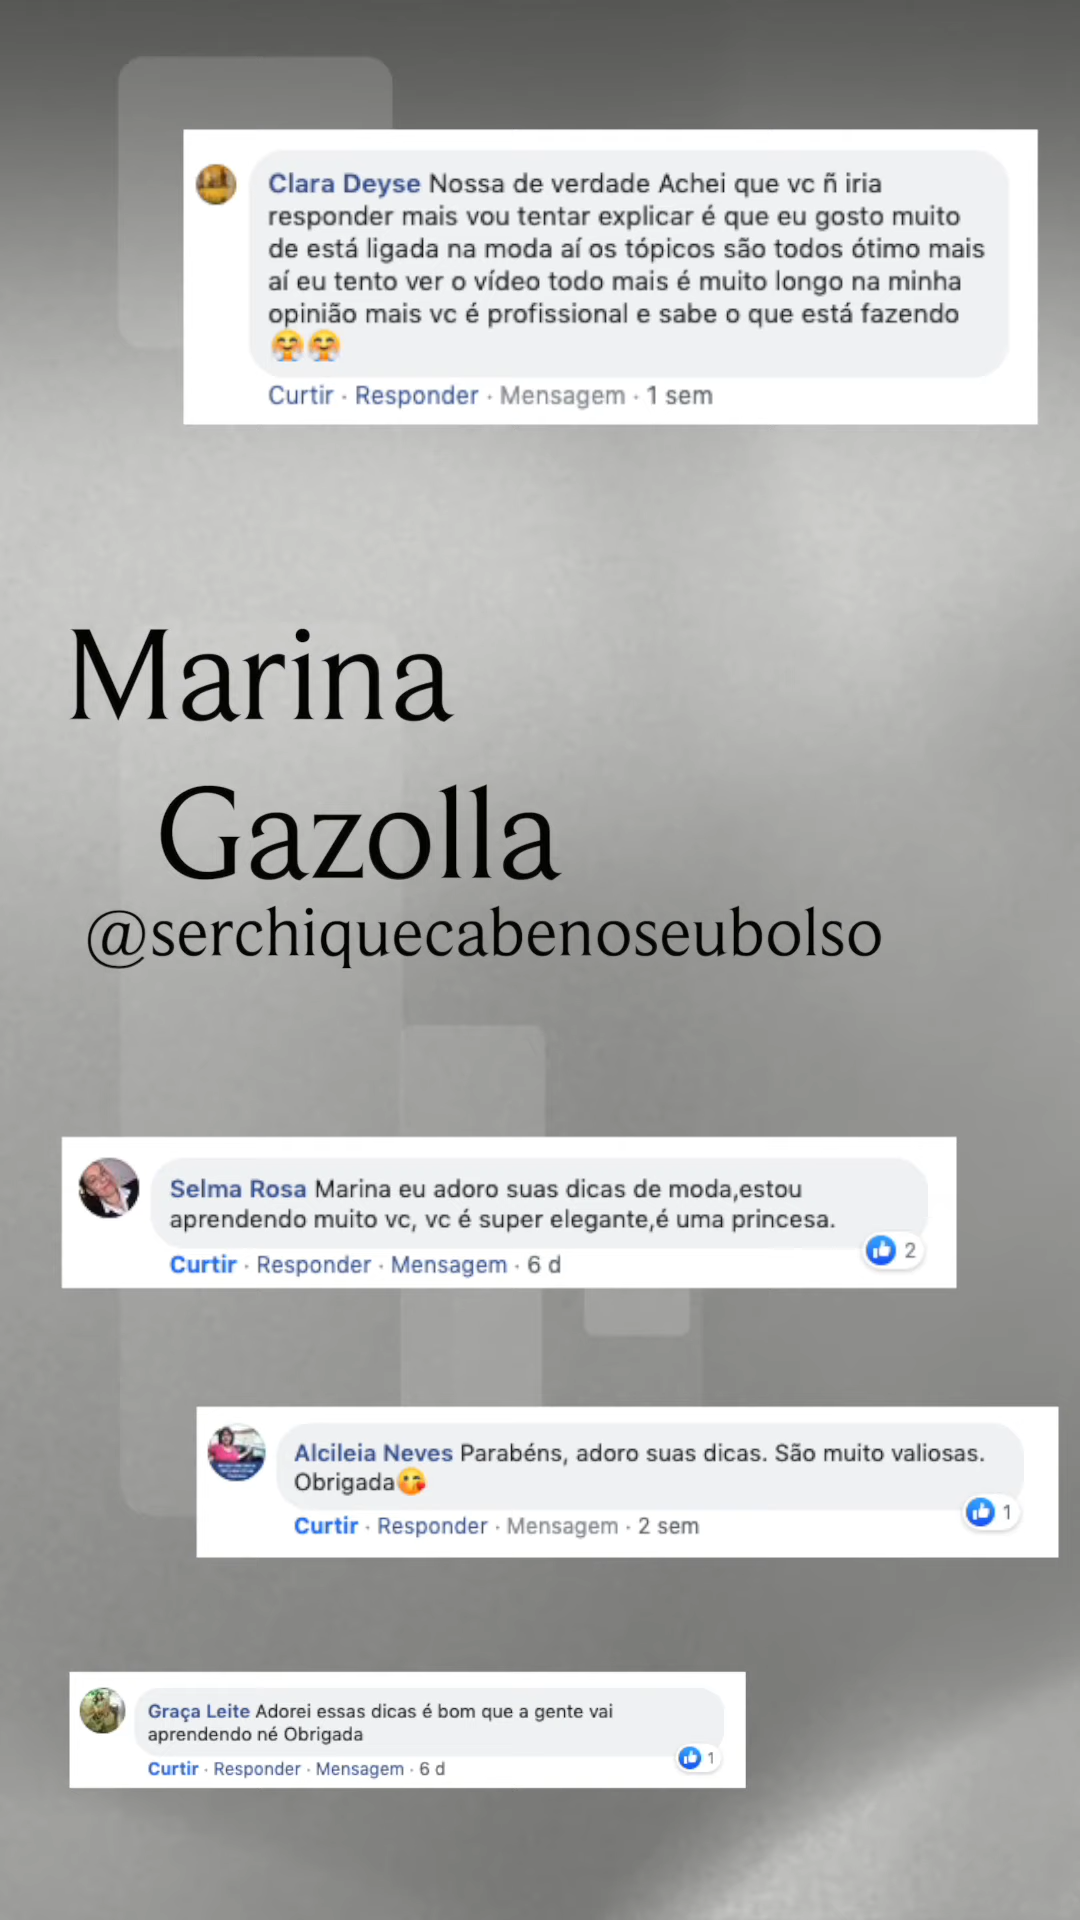 Clara Deyse Nossa de verdade Achei que vc ñ iria
responder mais vou tentar explicar é que eu gosto muito
de está ligada na moda aí os tópicos são todos ótimo mais
aí eu tento ver o vídeo todo mais é muito longo na minha
opinião mais vc é profissional e sabe o que está fazendo
🤗🤗
Curtir · Responder · Mensagem · 1 sem
Marina
Gazolla
@serchiquecabenoseubolso
Selma Rosa Marina eu adoro suas dicas de moda,estou
aprendendo muito vc, vc é super elegante,é uma princesa.
2
Curtir · Responder · Mensagem · 6 d
Alcileia Neves Parabéns, adoro suas dicas. São muito valiosas.
Obrigada😘
1
Curtir · Responder · Mensagem · 2 sem
Graça Leite Adorei essas dicas é bom que a gente vai
aprendendo né Obrigada
1
Curtir · Responder · Mensagem · 6 d